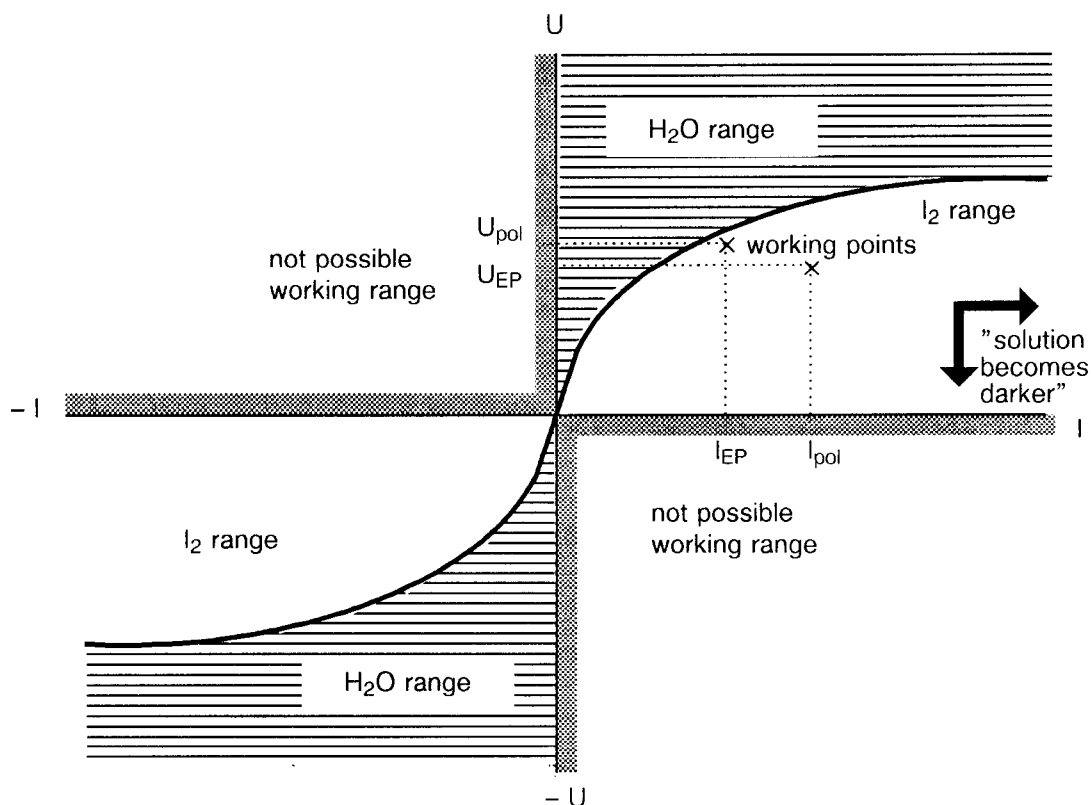 U
H₂O range
I₂ range
U_pol
working points
U_EP
not possible
working range
"solution
becomes
darker"
– I
I
I_EP
I_pol
not possible
working range
I₂ range
H₂O range
– U